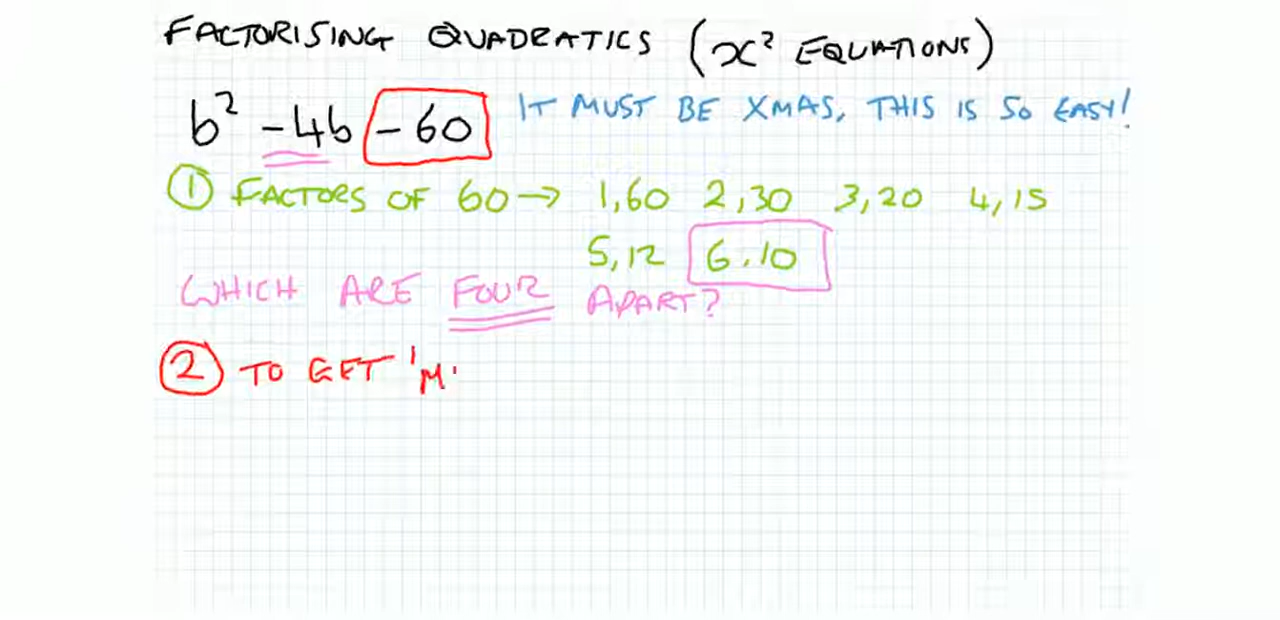 FACTORISING QUADRATICS (x² EQUATIONS)
b² - 4b - 60 IT MUST BE XMAS, THIS IS SO EASY!
① FACTORS OF 60 → 1,60 2,30 3,20 4,15
5,12 6.10
WHICH ARE FOUR APART?
② TO GET 'M'